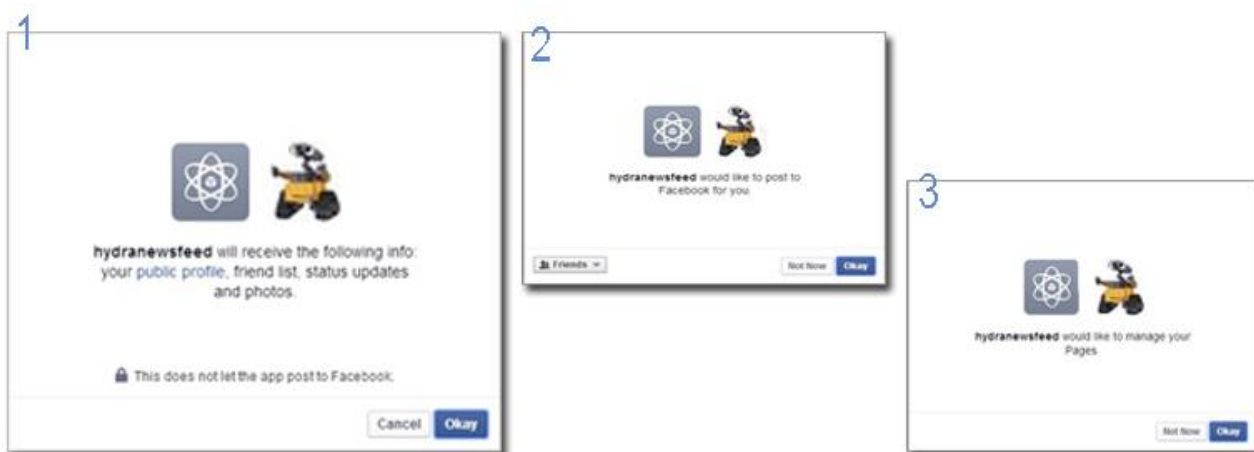 1
hydranewsfeed will receive the following info:
your public profile, friend list, status updates
and photos.
This does not let the app post to Facebook.
Cancel Okay
2
hydranewsfeed would like to post to
Facebook for you.
Friends
Not Now Okay
3
hydranewsfeed would like to manage your
Pages
Not Now Okay